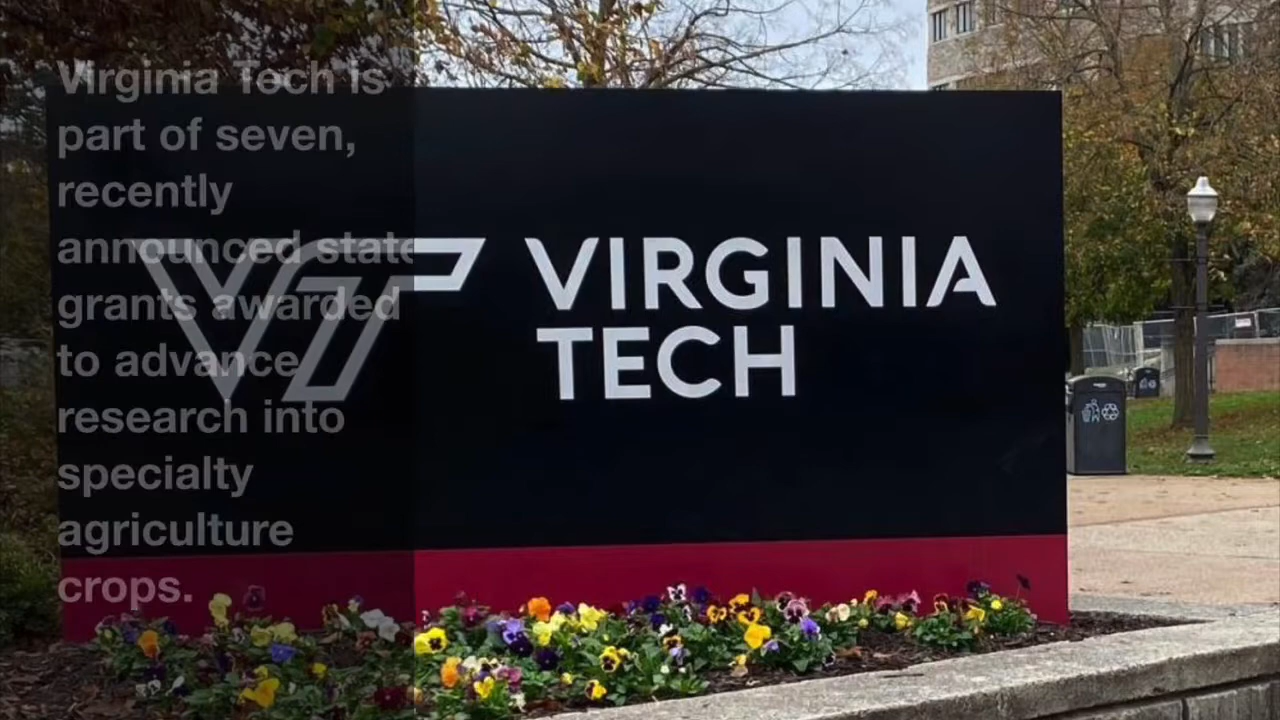 Virginia Tech is
part of seven,
recently
announced state
grants awarded
to advance
research into
specialty
agriculture
crops.
VT VIRGINIA
TECH